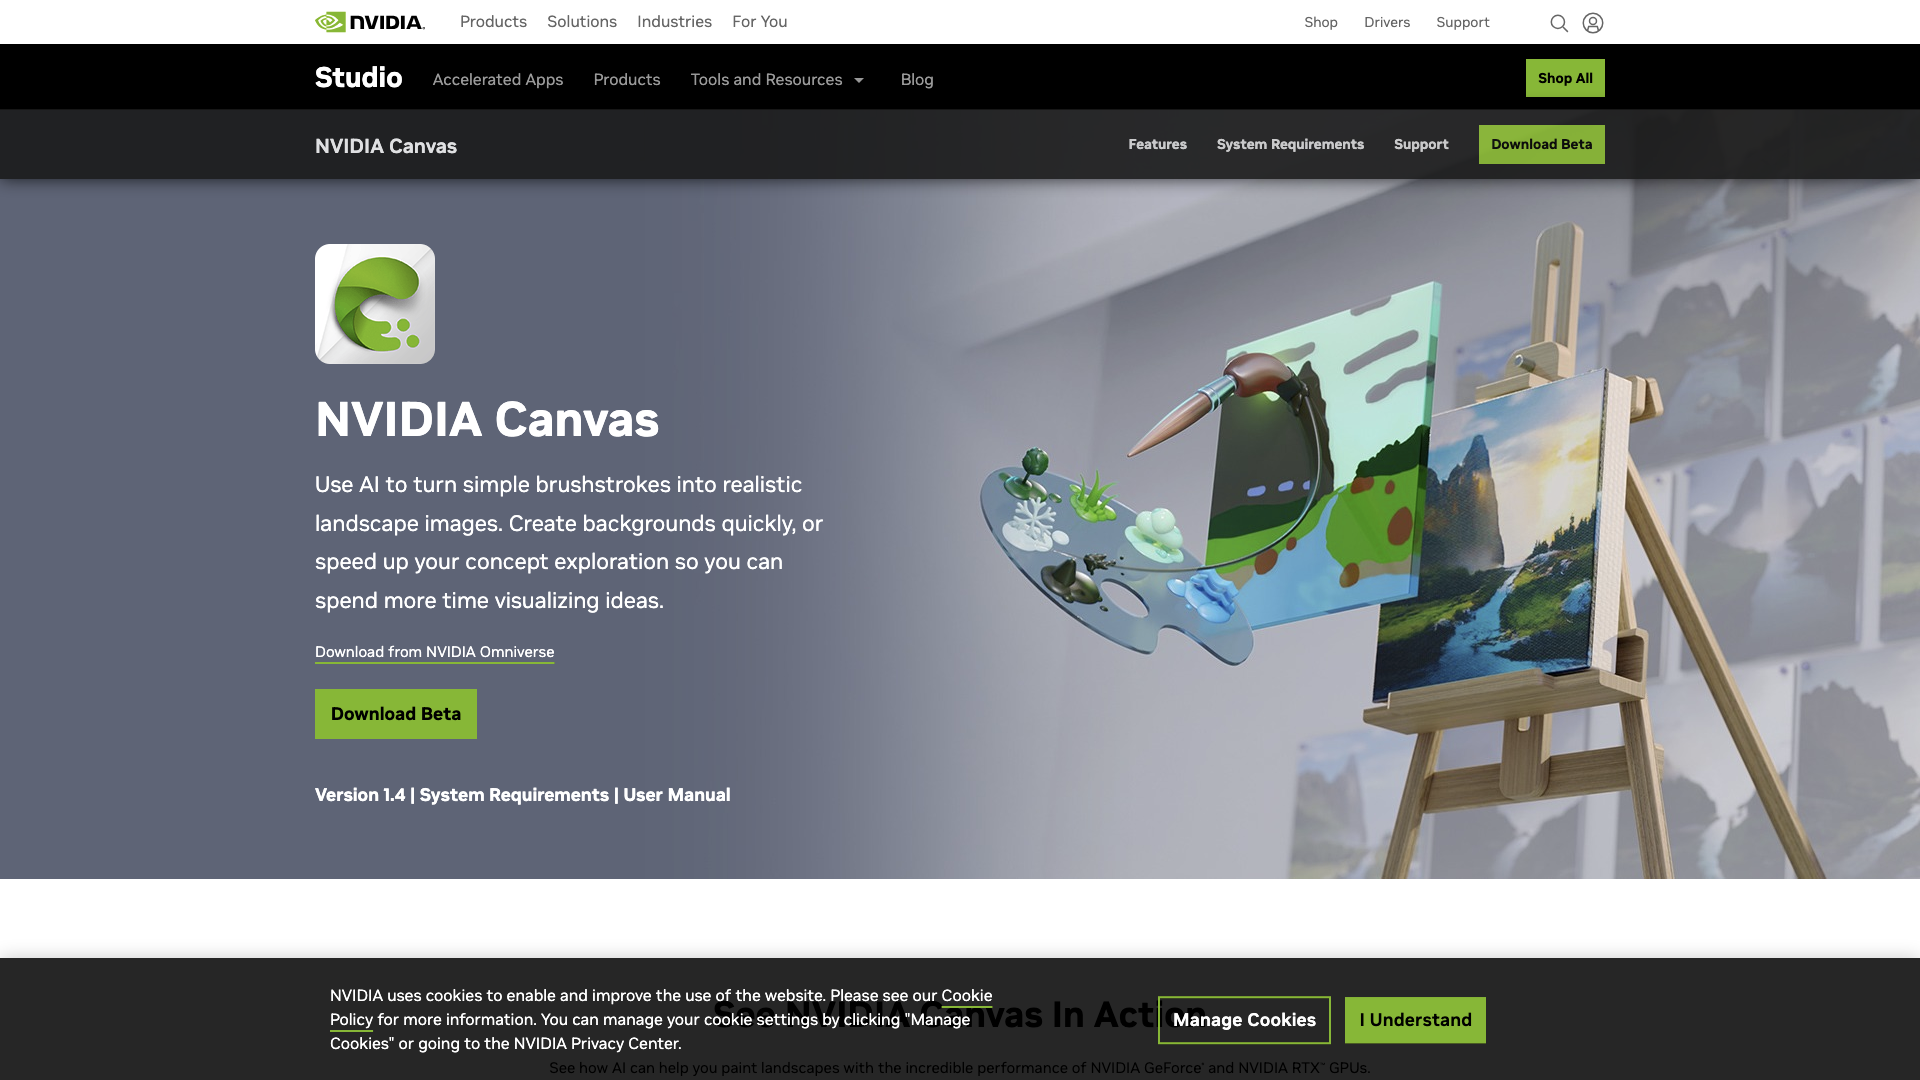 NVIDIA.
Products Solutions Industries For You
Shop Drivers Support
Studio
Accelerated Apps Products Tools and Resources Blog
Shop All
NVIDIA Canvas
Features System Requirements Support Download Beta
NVIDIA Canvas
Use AI to turn simple brushstrokes into realistic
landscape images. Create backgrounds quickly, or
speed up your concept exploration so you can
spend more time visualizing ideas.
Download from NVIDIA Omniverse
Download Beta
Version 1.4 | System Requirements | User Manual
See NVIDIA Canvas In Action
See how AI can help you paint landscapes with the incredible performance of NVIDIA GeForce® and NVIDIA RTX™ GPUs.
NVIDIA uses cookies to enable and improve the use of the website. Please see our Cookie
Policy for more information. You can manage your cookie settings by clicking "Manage
Cookies" or going to the NVIDIA Privacy Center.
Manage Cookies
I Understand